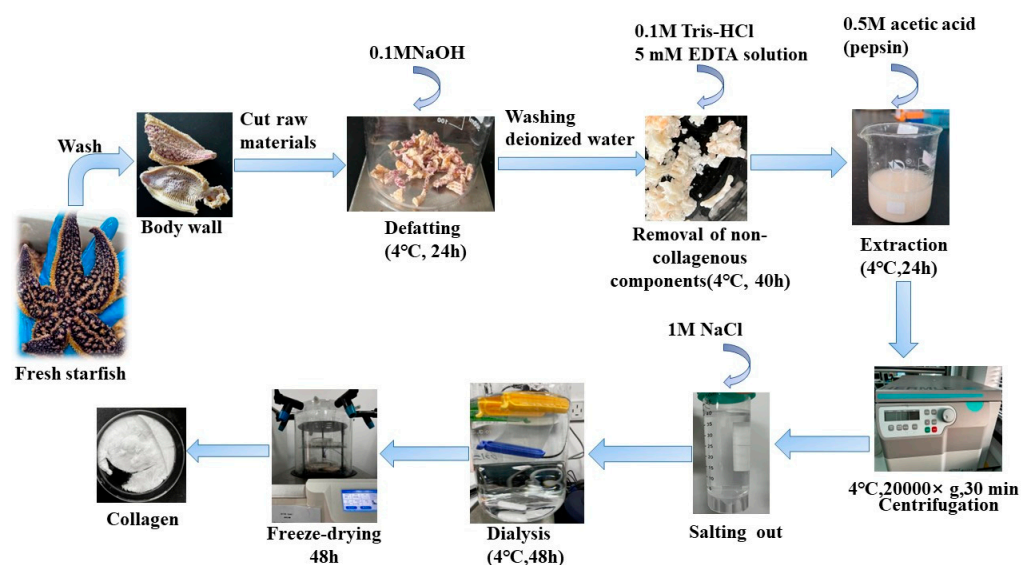 Fresh starfish
Wash
Body wall
Cut raw
materials
0.1MNaOH
Defatting
(4℃, 24h)
Washing
deionized water
0.1M Tris-HCl
5 mM EDTA solution
Removal of non-
collagenous
components(4℃, 40h)
0.5M acetic acid
(pepsin)
Extraction
(4℃,24h)
4℃,20000× g,30 min
Centrifugation
1M NaCl
Salting out
Dialysis
(4℃,48h)
Freeze-drying
48h
Collagen